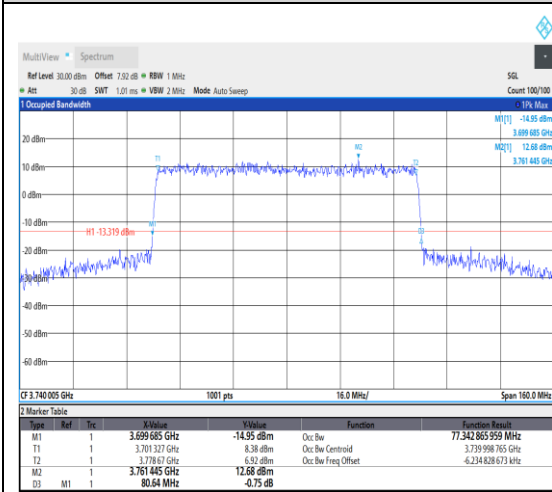 MultiView Spectrum
Ref Level 30.00 dBm Offset 7.92 dB RBW 1 MHz SGL
Att 30 dB SWT 1.01 ms VBW 2 MHz Mode Auto Sweep Count 100/100
1 Occupied Bandwidth 1Pk Max
M1[1] -14.95 dBm
3.699 685 GHz
M2[1] 12.68 dBm
3.761 445 GHz
20 dBm
10 dBm
0 dBm
-10 dBm
-20 dBm
-30 dBm
-40 dBm
-50 dBm
-60 dBm
T1
M2
T2
M1
H1 -13.319 dBm
D3
CF 3.740 005 GHz 1001 pts 16.0 MHz/ Span 160.0 MHz
2 Marker Table
Type Ref Trc X-Value Y-Value Function Function Result
M1 1 3.699 685 GHz -14.95 dBm Occ Bw 77.342 865 959 MHz
T1 1 3.701 327 GHz 8.38 dBm Occ Bw Centroid 3.739 998 765 GHz
T2 1 3.778 67 GHz 6.92 dBm Occ Bw Freq Offset -6.234 828 673 kHz
M2 1 3.761 445 GHz 12.68 dBm
D3 M1 1 80.64 MHz -0.75 dB